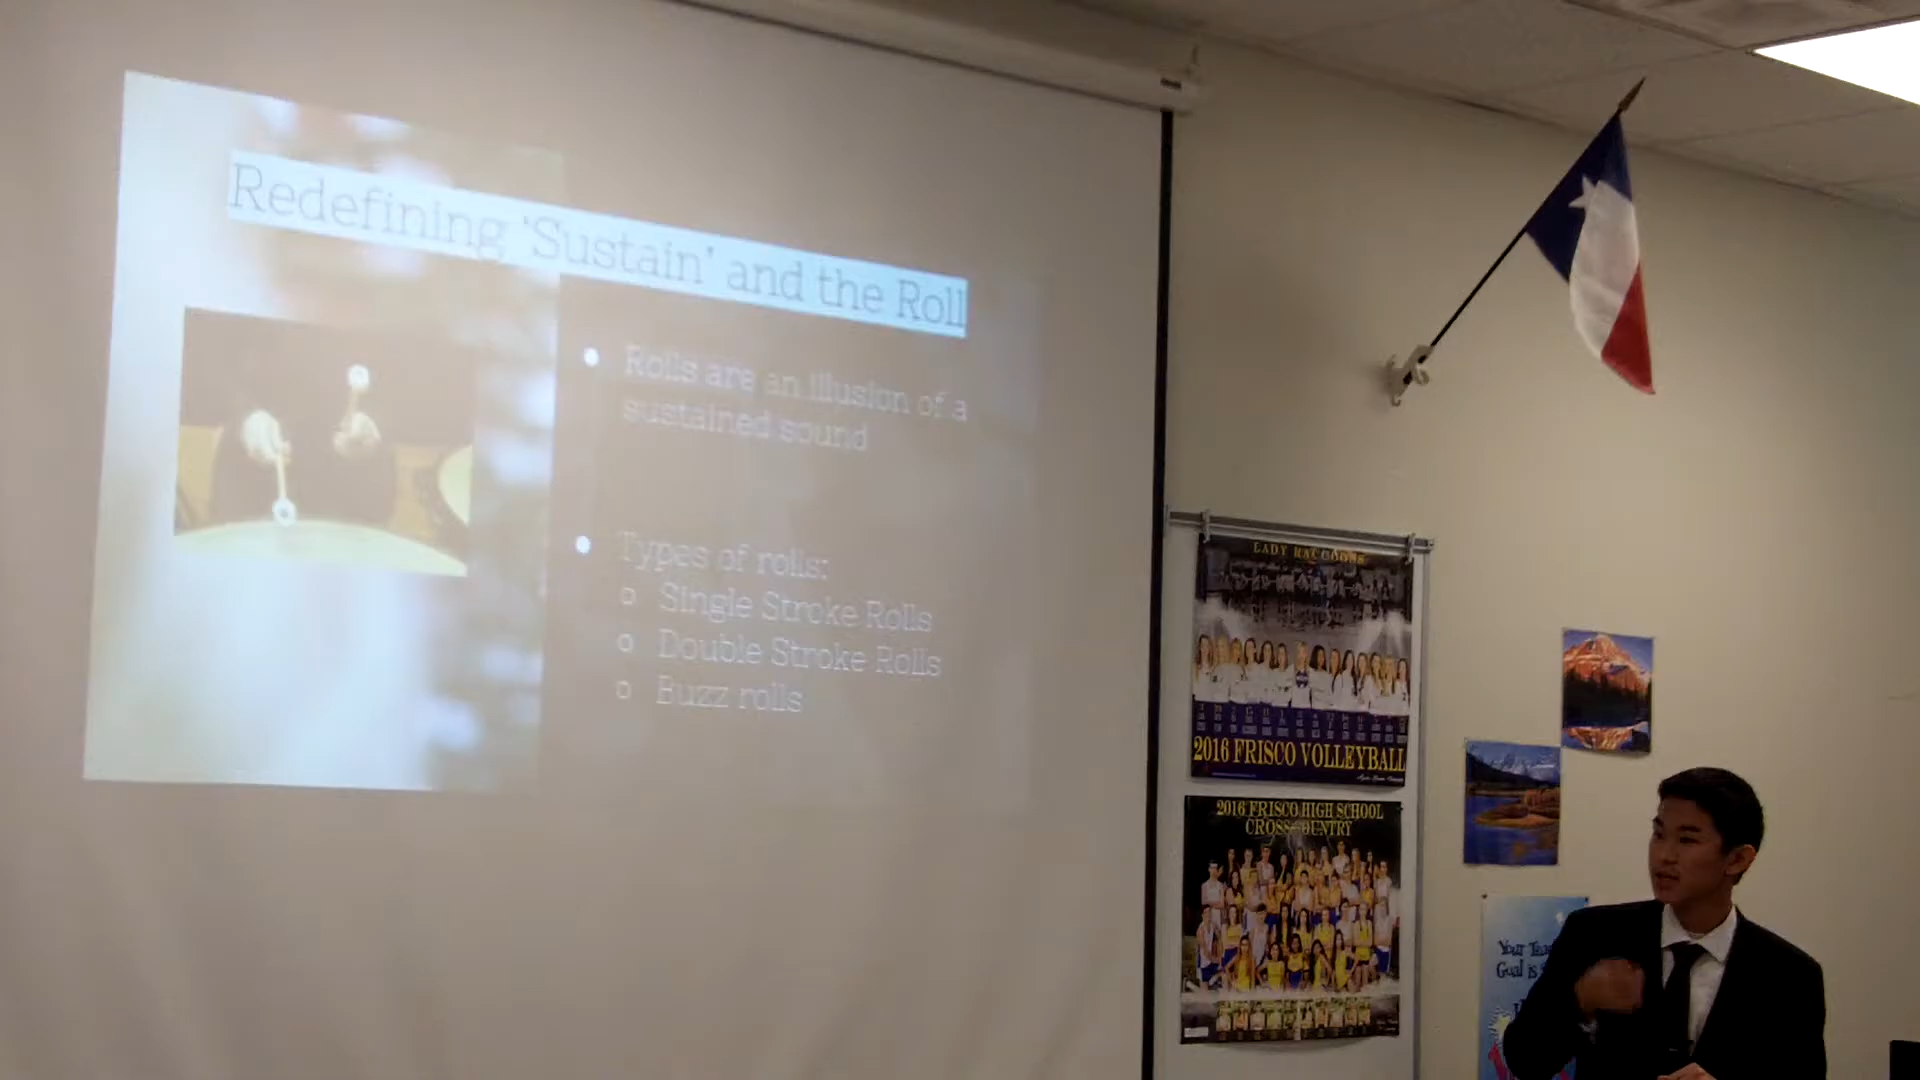 Redefining 'Sustain' and the Roll
Rolls are an illusion of a
sustained sound
Types of rolls:
Single Stroke Rolls
Double Stroke Rolls
Buzz rolls
LADY RACCOONS
2016 FRISCO VOLLEYBALL
2016 FRISCO HIGH SCHOOL
CROSS COUNTRY
Your
Goal is